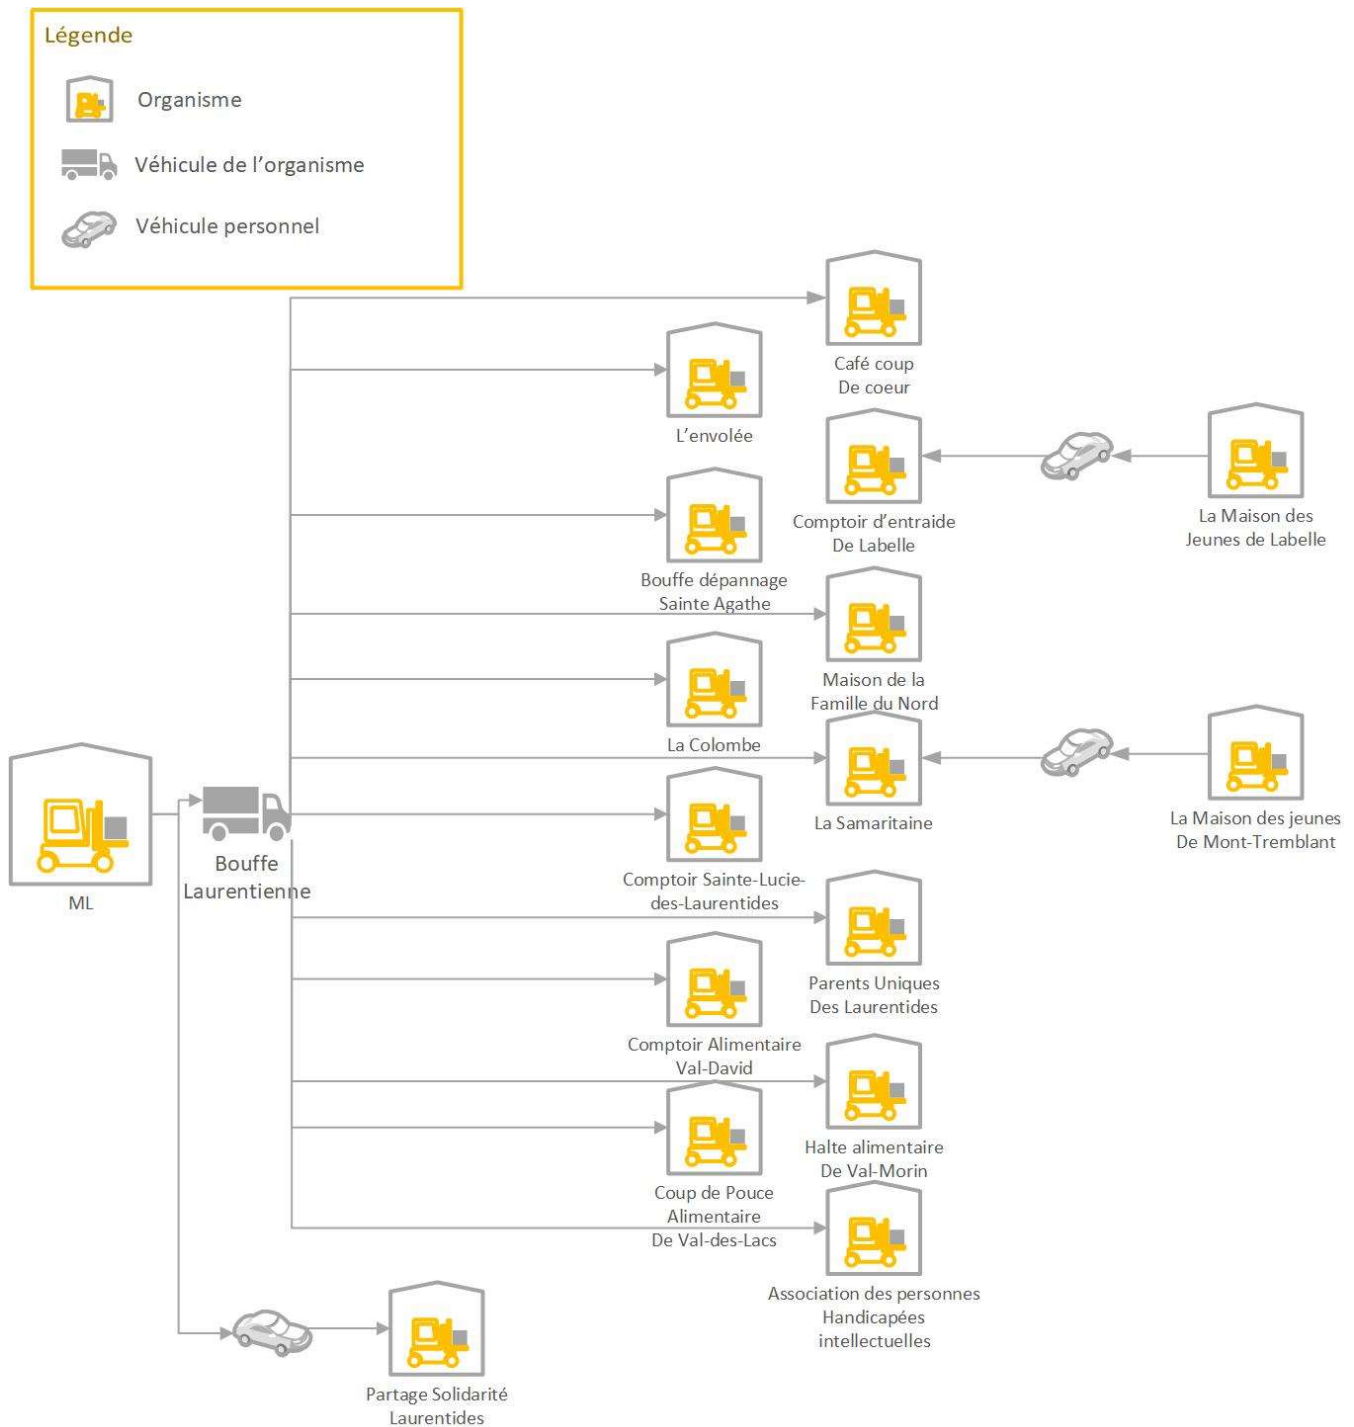 Légende
Organisme
Véhicule de l'organisme
Véhicule personnel
Café coup
De coeur
L'envolée
Comptoir d'entraide
De Labelle
La Maison des
Jeunes de Labelle
Bouffe dépannage
Sainte Agathe
Maison de la
Famille du Nord
La Colombe
La Samaritaine
La Maison des jeunes
De Mont-Tremblant
Bouffe
Laurentienne
ML
Comptoir Sainte-Lucie-
des-Laurentides
Parents Uniques
Des Laurentides
Comptoir Alimentaire
Val-David
Halte alimentaire
De Val-Morin
Coup de Pouce
Alimentaire
De Val-des-Lacs
Association des personnes
Handicapées
intellectuelles
Partage Solidarité
Laurentides